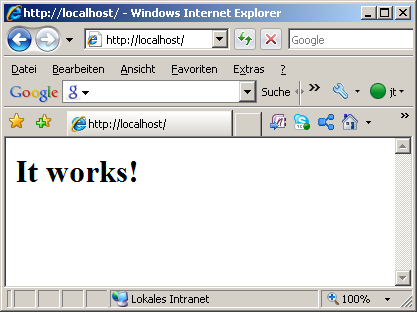 http://localhost/ - Windows Internet Explorer
http://localhost/ Google
Datei Bearbeiten Ansicht Favoriten Extras ?
Google g Suche » jt
http://localhost/ »
It works!
Lokales Intranet 100%